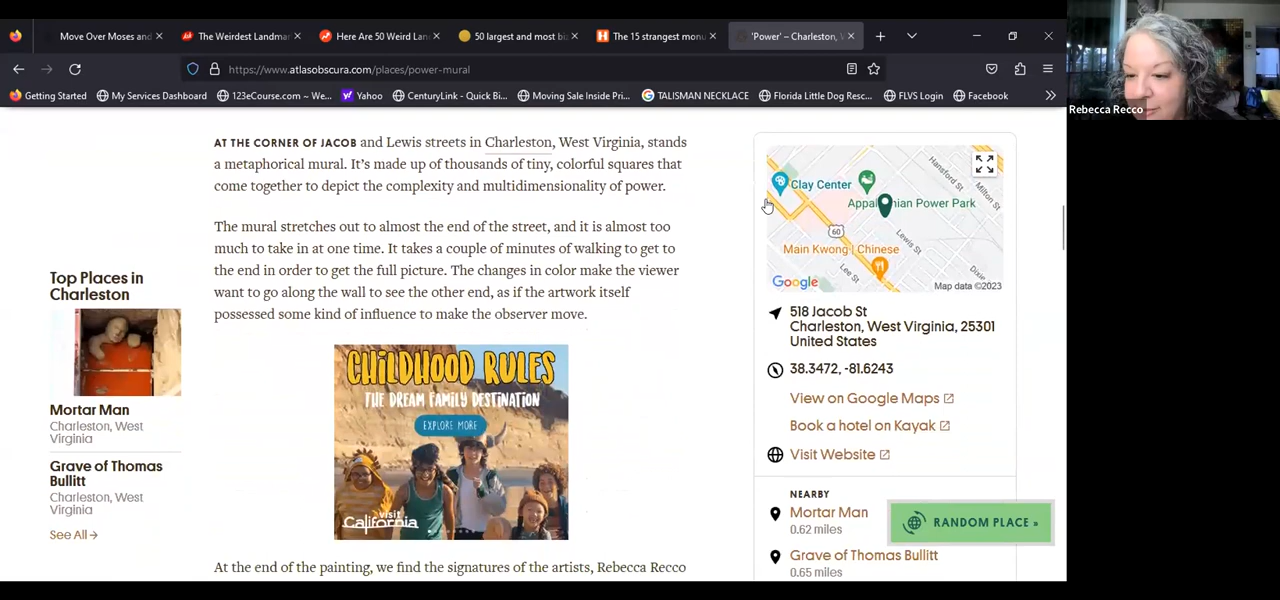 Move Over Moses and
The Weirdest Landma
Here Are 50 Weird Lan
50 largest and most bi
The 15 strangest monu
'Power' – Charleston, W
https://www.atlasobscura.com/places/power-mural
Getting Started
My Services Dashboard
123eCourse.com ~ We...
Yahoo
CenturyLink - Quick Bi...
Moving Sale Inside Pri...
TALISMAN NECKLACE
Florida Little Dog Resc...
FLVS Login
Facebook
Rebecca Recco
AT THE CORNER OF JACOB and Lewis streets in Charleston, West Virginia, stands
a metaphorical mural. It's made up of thousands of tiny, colorful squares that
come together to depict the complexity and multidimensionality of power.
The mural stretches out to almost the end of the street, and it is almost too
much to take in at one time. It takes a couple of minutes of walking to get to
the end in order to get the full picture. The changes in color make the viewer
want to go along the wall to see the other end, as if the artwork itself
possessed some kind of influence to make the observer move.
Top Places in
Charleston
Mortar Man
Charleston, West
Virginia
Grave of Thomas
Bullitt
Charleston, West
Virginia
See All →
CHILDHOOD RULES
THE DREAM FAMILY DESTINATION
EXPLORE MORE
visit
California
At the end of the painting, we find the signatures of the artists, Rebecca Recco
Clay Center
Appalachian Power Park
Hansford St
Milton St
60
Lewis St
Main Kwong | Chinese
Lee St
Dixie
Google
Map data ©2023
518 Jacob St
Charleston, West Virginia, 25301
United States
38.3472, -81.6243
View on Google Maps
Book a hotel on Kayak
Visit Website
NEARBY
Mortar Man
0.62 miles
Grave of Thomas Bullitt
0.65 miles
RANDOM PLACE »